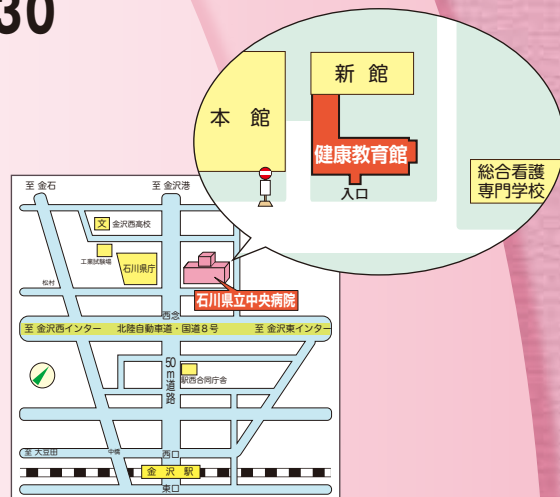 30
新館
本館
健康教育館
入口
総合看護
専門学校
至 金石
至 金沢港
文
金沢西高校
工業試験場
石川県庁
松村
石川県立中央病院
西念
至 金沢西インター
北陸自動車道・国道8号
至 金沢東インター
50m道路
駅西合同庁舎
至 大豆田
中橋
西口
金沢駅
東口